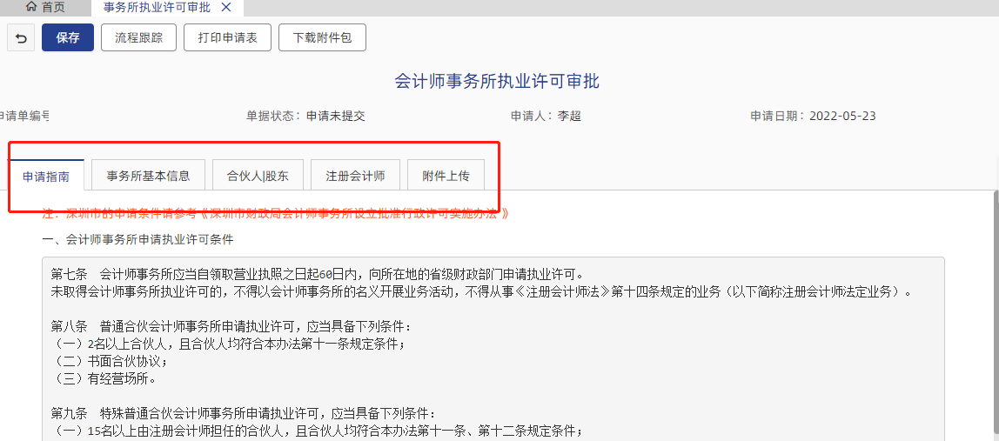 首页 事务所执业许可审批
保存 流程跟踪 打印申请表 下载附件包
会计师事务所执业许可审批
申请单编号 单据状态：申请未提交 申请人：李超 申请日期：2022-05-23
申请指南 事务所基本信息 合伙人|股东 注册会计师 附件上传
注：深圳市的申请条件请参考《深圳市财政局会计师事务所设立批准行政许可实施办法》
一、会计师事务所申请执业许可条件
第七条 会计师事务所应当自领取营业执照之日起60日内，向所在地的省级财政部门申请执业许可。
未取得会计师事务所执业许可的，不得以会计师事务所的名义开展业务活动，不得从事《注册会计师法》第十四条规定的业务（以下简称注册会计师法定业务）。
第八条 普通合伙会计师事务所申请执业许可，应当具备下列条件：
（一）2名以上合伙人，且合伙人均符合本办法第十一条规定条件；
（二）书面合伙协议；
（三）有经营场所。
第九条 特殊普通合伙会计师事务所申请执业许可，应当具备下列条件：
（一）15名以上由注册会计师担任的合伙人，且合伙人均符合本办法第十一条、第十二条规定条件；